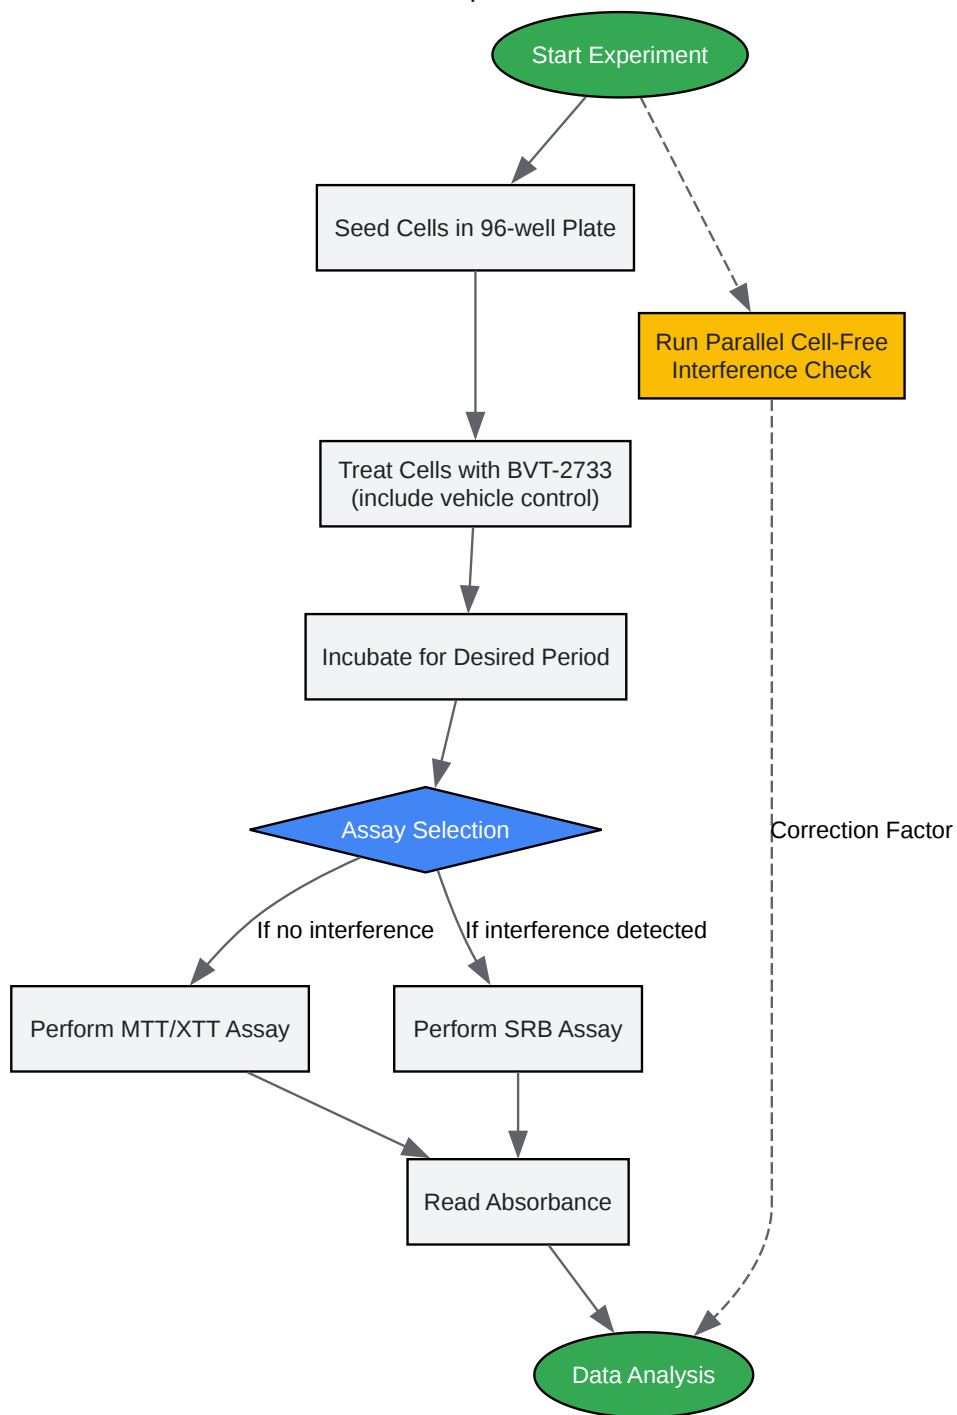 Start Experiment
Seed Cells in 96-well Plate
Run Parallel Cell-Free
Interference Check
Treat Cells with BVT-2733
(include vehicle control)
Incubate for Desired Period
Assay Selection
Correction Factor
If no interference
If interference detected
Perform MTT/XTT Assay
Perform SRB Assay
Read Absorbance
Data Analysis